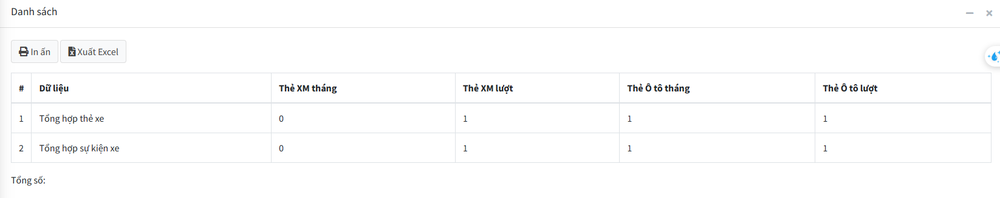 Danh sách
In ấn Xuất Excel
# Dữ liệu Thẻ XM tháng Thẻ XM lượt Thẻ Ô tô tháng Thẻ Ô tô lượt
1 Tổng hợp thẻ xe 0 1 1 1
2 Tổng hợp sự kiện xe 0 1 1 1
Tổng số: